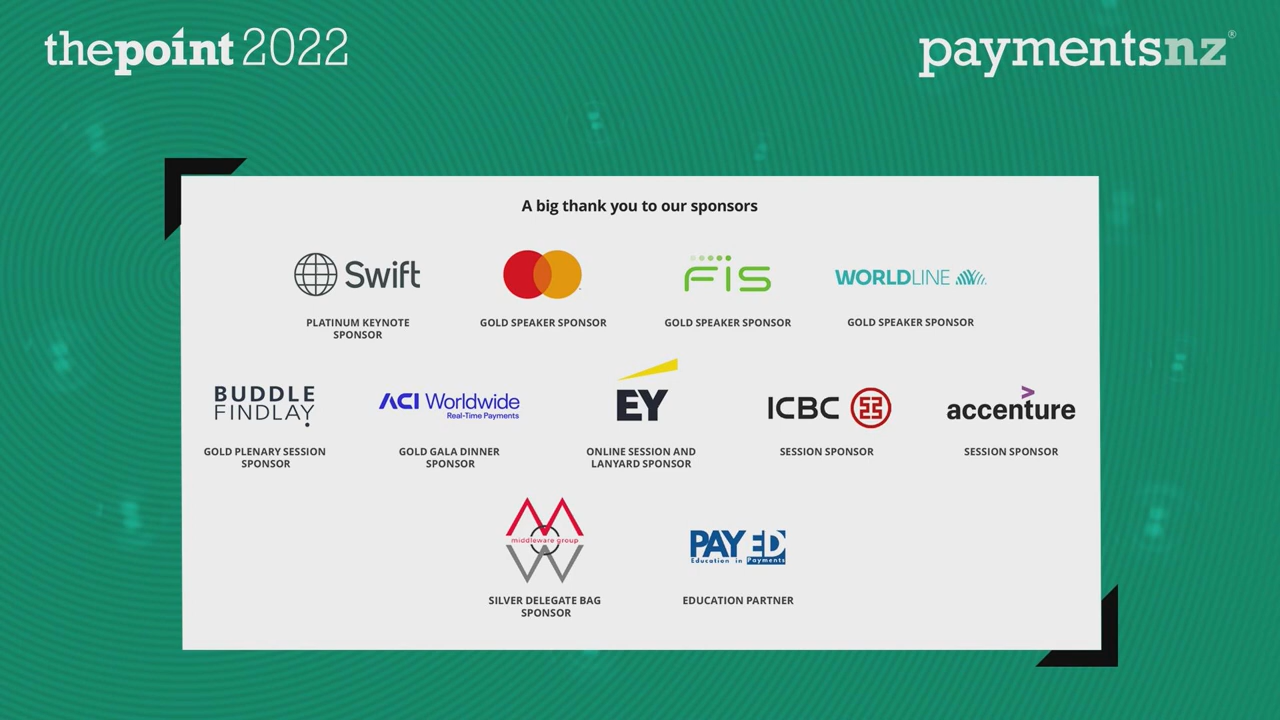 thepoint 2022
paymentsnz®
A big thank you to our sponsors
Swift
FIS
WORLDLINE
PLATINUM KEYNOTE
SPONSOR
GOLD SPEAKER SPONSOR
GOLD SPEAKER SPONSOR
GOLD SPEAKER SPONSOR
BUDDLE
FINDLAY
ACI Worldwide
Real-Time Payments
EY
ICBC
accenture
GOLD PLENARY SESSION
SPONSOR
GOLD GALA DINNER
SPONSOR
ONLINE SESSION AND
LANYARD SPONSOR
SESSION SPONSOR
SESSION SPONSOR
middleware group
PAYED
Education in Payments
SILVER DELEGATE BAG
SPONSOR
EDUCATION PARTNER